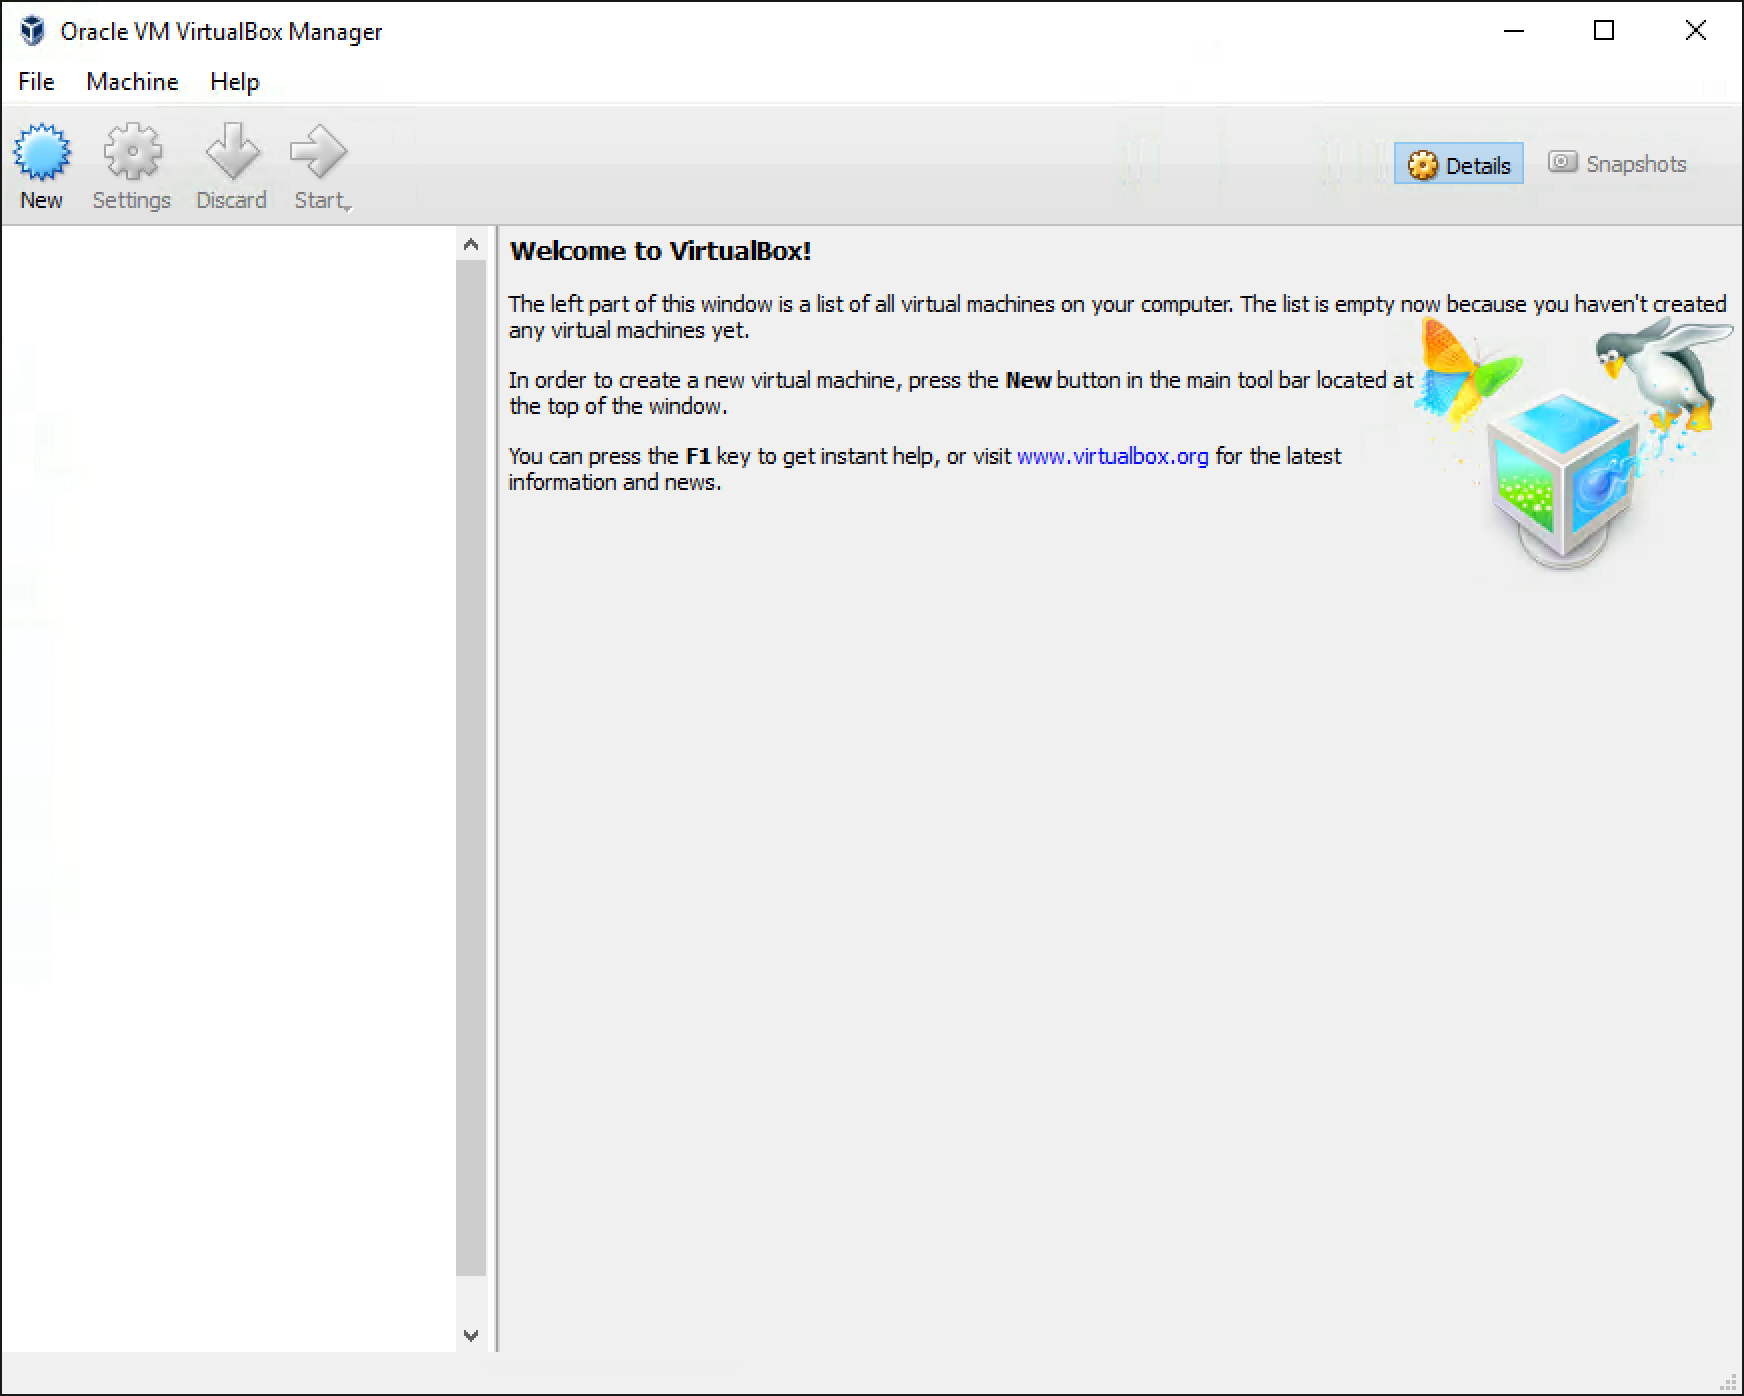 Oracle VM VirtualBox Manager
File Machine Help
New Settings Discard Start Details Snapshots
Welcome to VirtualBox!
The left part of this window is a list of all virtual machines on your computer. The list is empty now because you haven't created
any virtual machines yet.
In order to create a new virtual machine, press the New button in the main tool bar located at
the top of the window.
You can press the F1 key to get instant help, or visit www.virtualbox.org for the latest
information and news.